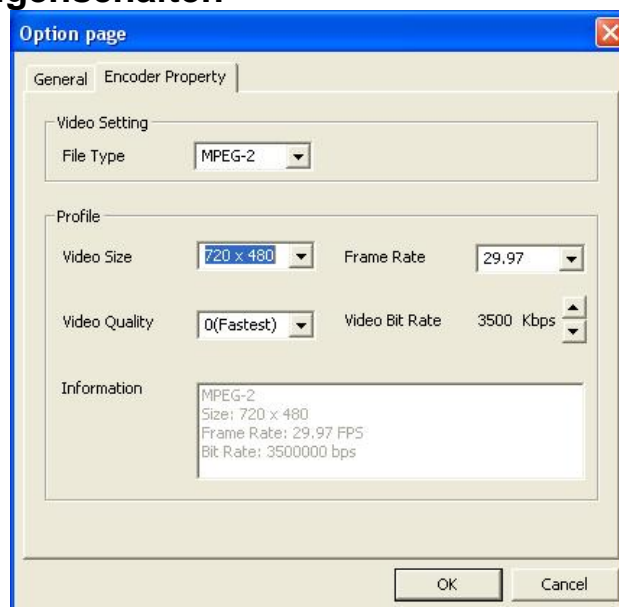 Option page
General Encoder Property
Video Setting
File Type MPEG-2
Profile
Video Size 720 x 480 Frame Rate 29.97
Video Quality 0(Fastest) Video Bit Rate 3500 Kbps
Information
MPEG-2
Size: 720 x 480
Frame Rate: 29.97 FPS
Bit Rate: 3500000 bps
OK Cancel